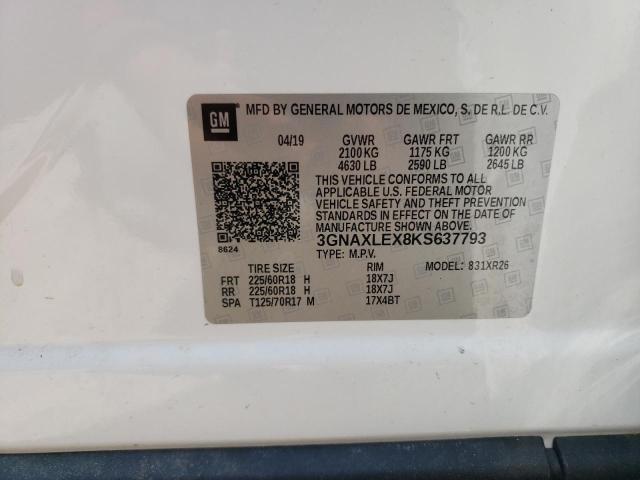 GM
MFD BY GENERAL MOTORS DE MEXICO, S. DE R.L. DE C.V.
04/19 GVWR GAWR FRT GAWR RR
2100 KG 1175 KG 1200 KG
4630 LB 2590 LB 2645 LB
THIS VEHICLE CONFORMS TO ALL
APPLICABLE U.S. FEDERAL MOTOR
VEHICLE SAFETY AND THEFT PREVENTION
STANDARDS IN EFFECT ON THE DATE OF
MANUFACTURE SHOWN ABOVE.
8624
3GNAXLEX8KS637793
TYPE: M.P.V. MODEL: 831XR26
TIRE SIZE RIM
FRT 225/60R18 H 18X7J
RR 225/60R18 H 18X7J
SPA T125/70R17 M 17X4BT